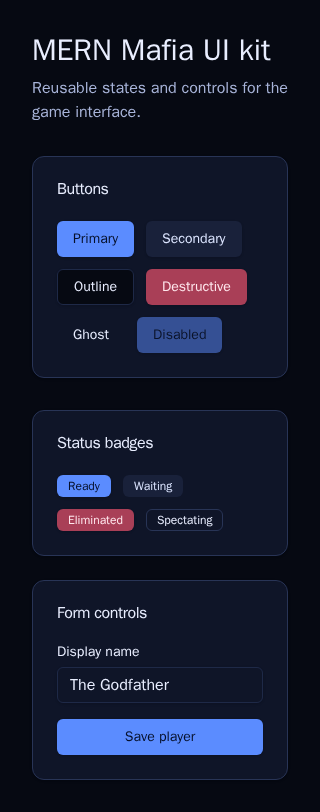 MERN Mafia UI kit
Reusable states and controls for the
game interface.
Buttons
Primary
Secondary
Outline
Destructive
Ghost
Disabled
Status badges
Ready
Waiting
Eliminated
Spectating
Form controls
Display name
The Godfather
Save player